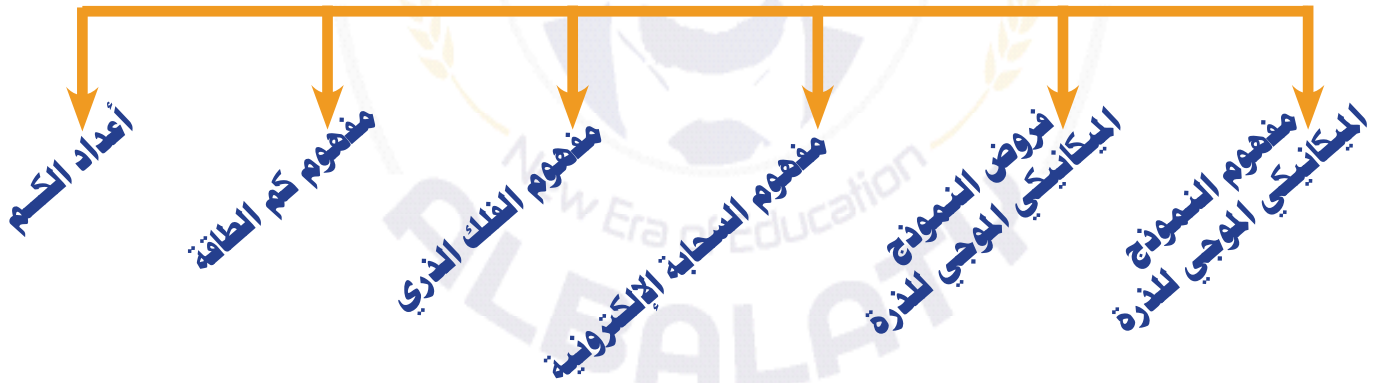 مفهوم النموذج
الميكانيكي الموجي للذرة
فروض النموذج
الميكانيكي الموجي للذرة
مفهوم السحابة الإلكترونية
مفهوم الفلك الذري
مفهوم كم الطاقة
أعداد الكم
New Era of Education
ALBALATY